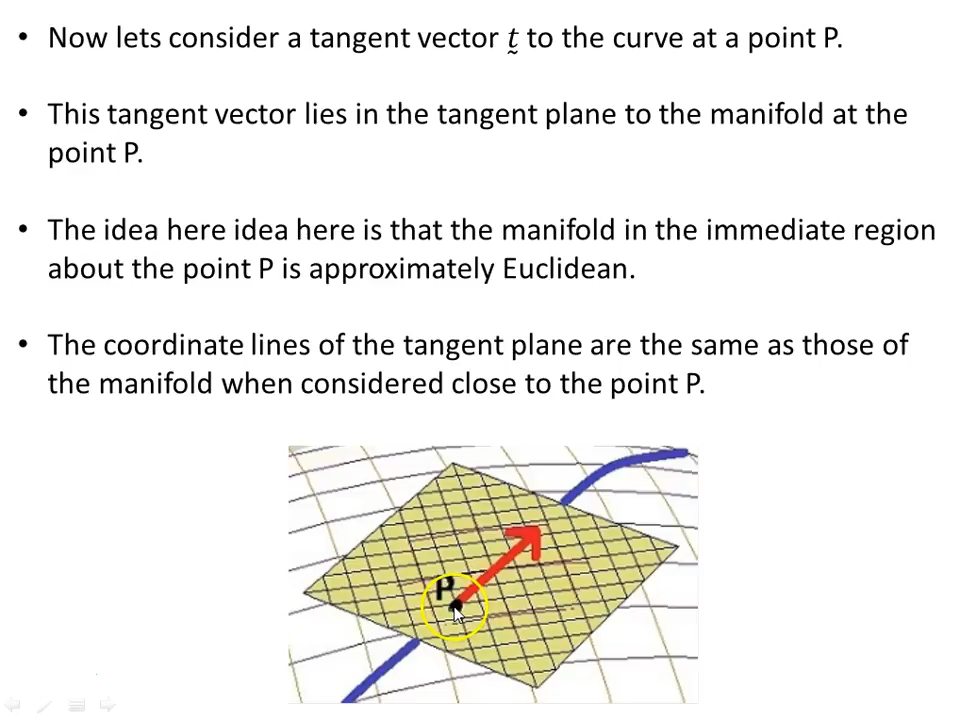 • Now lets consider a tangent vector t̰ to the curve at a point P.
• This tangent vector lies in the tangent plane to the manifold at the
point P.
• The idea here idea here is that the manifold in the immediate region
about the point P is approximately Euclidean.
• The coordinate lines of the tangent plane are the same as those of
the manifold when considered close to the point P.
P